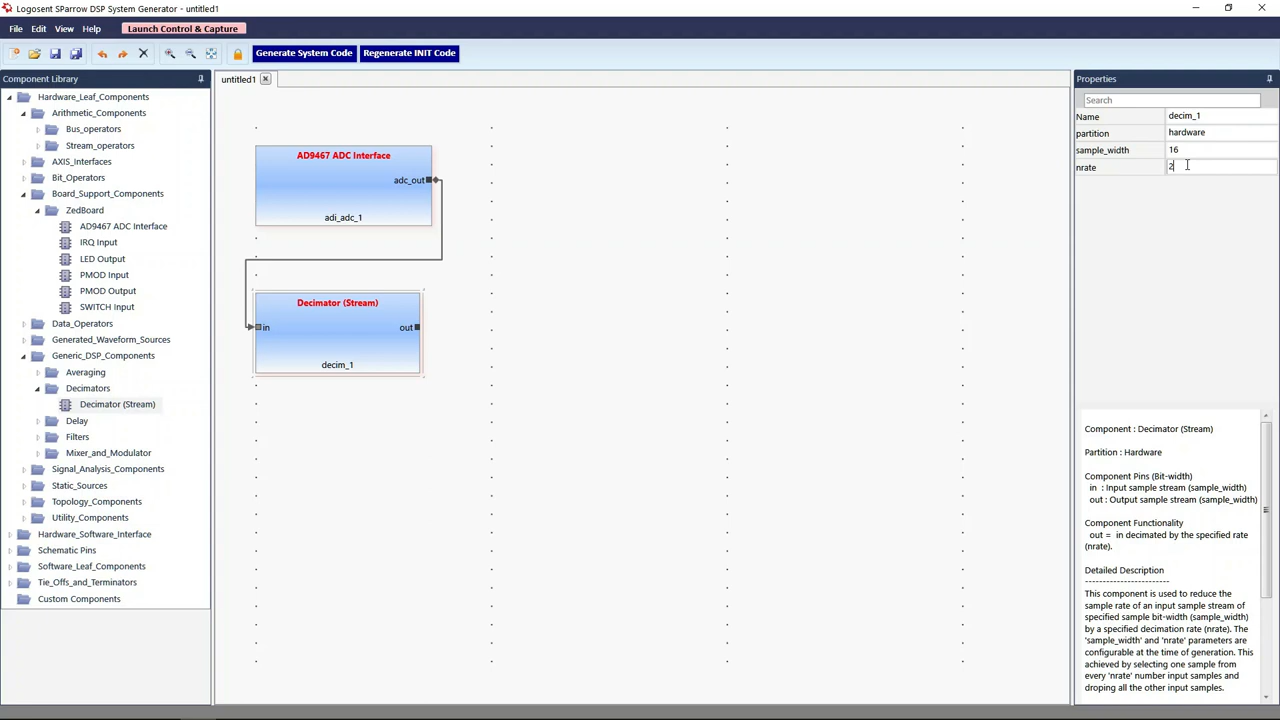 Logosent SParrow DSP System Generator - untitled1
File Edit View Help Launch Control & Capture
Generate System Code Regenerate INIT Code
Component Library
Hardware_Leaf_Components
Arithmetic_Components
Bus_operators
Stream_operators
AXIS_Interfaces
Bit_Operators
Board_Support_Components
ZedBoard
AD9467 ADC Interface
IRQ Input
LED Output
PMOD Input
PMOD Output
SWITCH Input
Data_Operators
Generated_Waveform_Sources
Generic_DSP_Components
Averaging
Decimators
Decimator (Stream)
Delay
Filters
Mixer_and_Modulator
Signal_Analysis_Components
Static_Sources
Topology_Components
Utility_Components
Hardware_Software_Interface
Schematic Pins
Software_Leaf_Components
Tie_Offs_and_Terminators
Custom Components
untitled1
AD9467 ADC Interface
adc_out
adi_adc_1
Decimator (Stream)
in out
decim_1
Properties
Search
Name decim_1
partition hardware
sample_width 16
nrate 2
Component : Decimator (Stream)
Partition : Hardware
Component Pins (Bit-width)
in : Input sample stream (sample_width)
out : Output sample stream (sample_width)
Component Functionality
out = in decimated by the specified rate
(nrate).
Detailed Description
------------------------
This component is used to reduce the
sample rate of an input sample stream of
specified sample bit-width (sample_width)
by a specified decimation rate (nrate). The
'sample_width' and 'nrate' parameters are
configurable at the time of generation. This
achieved by selecting one sample from
every 'nrate' number input samples and
droping all the other input samples.